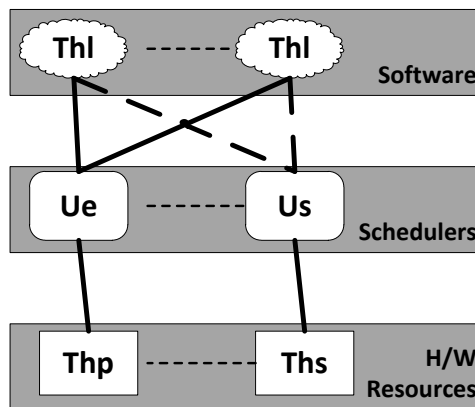 Thl Thl
Software
Ue Us
Schedulers
Thp Ths
H/W
Resources